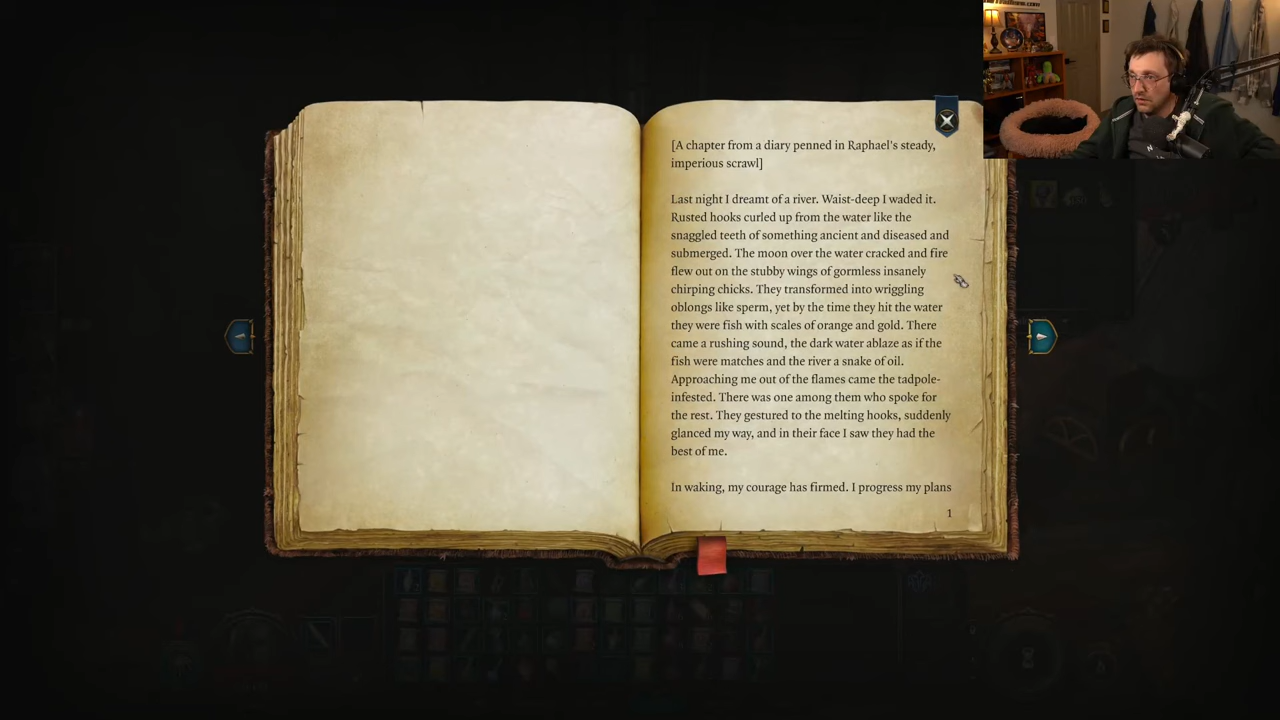 [A chapter from a diary penned in Raphael's steady,
imperious scrawl]
Last night I dreamt of a river. Waist-deep I waded it.
Rusted hooks curled up from the water like the
snaggled teeth of something ancient and diseased and
submerged. The moon over the water cracked and fire
flew out on the stubby wings of gormless insanely
chirping chicks. They transformed into wriggling
oblongs like sperm, yet by the time they hit the water
they were fish with scales of orange and gold. There
came a rushing sound, the dark water ablaze as if the
fish were matches and the river a snake of oil.
Approaching me out of the flames came the tadpole-
infested. There was one among them who spoke for
the rest. They gestured to the melting hooks, suddenly
glanced my way, and in their face I saw they had the
best of me.
In waking, my courage has firmed. I progress my plans
1